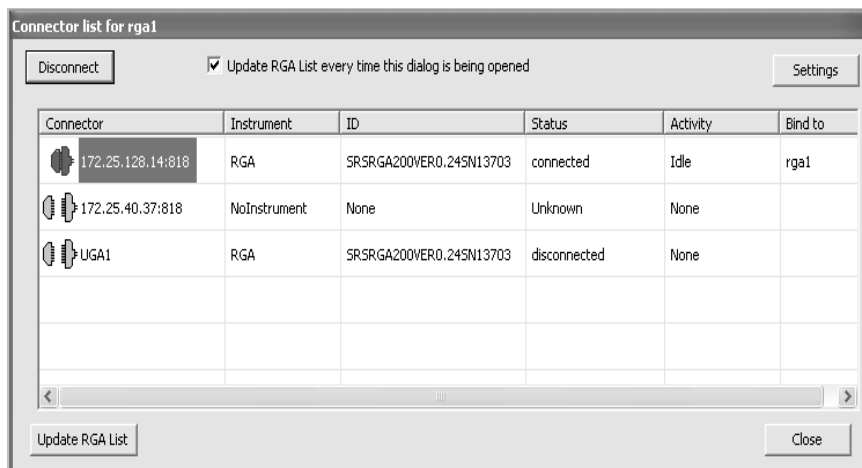 Connector list for rga1
Disconnect Update RGA List every time this dialog is being opened Settings
Connector Instrument ID Status Activity Bind to
172.25.128.14:818 RGA SRSRGA200VER0.24SN13703 connected Idle rga1
172.25.40.37:818 NoInstrument None Unknown None
UGA1 RGA SRSRGA200VER0.24SN13703 disconnected None
Update RGA List Close